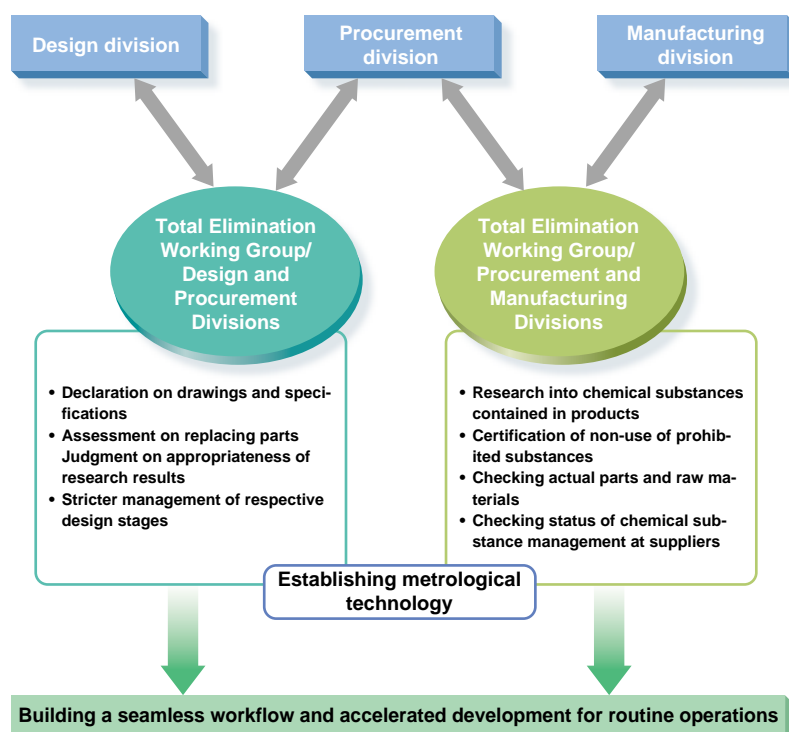 Design division
Procurement
division
Manufacturing
division
Total Elimination
Working Group/
Design and
Procurement
Divisions
Total Elimination
Working Group/
Procurement and
Manufacturing
Divisions
• Declaration on drawings and speci-
fications
• Assessment on replacing parts
Judgment on appropriateness of
research results
• Stricter management of respective
design stages
• Research into chemical substances
contained in products
• Certification of non-use of prohib-
ited substances
• Checking actual parts and raw ma-
terials
• Checking status of chemical sub-
stance management at suppliers
Establishing metrological
technology
Building a seamless workflow and accelerated development for routine operations